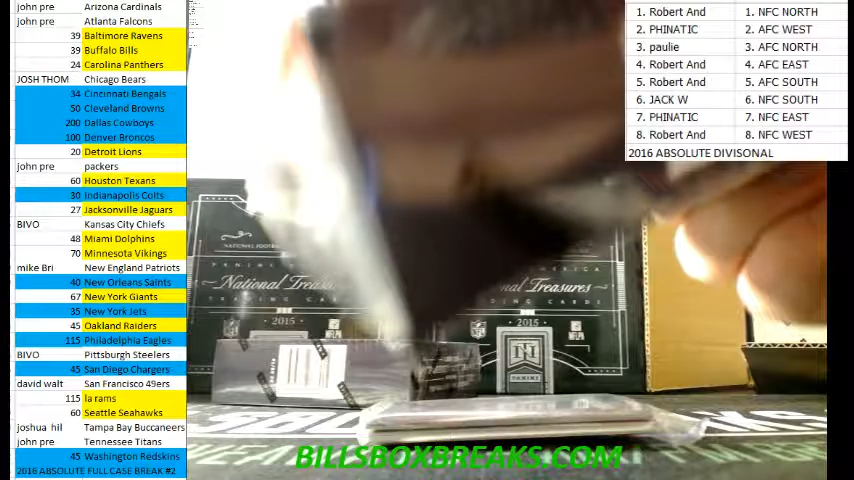 john pre Arizona Cardinals
john pre Atlanta Falcons
39 Baltimore Ravens
39 Buffalo Bills
24 Carolina Panthers
JOSH THOM Chicago Bears
34 Cincinnati Bengals
50 Cleveland Browns
200 Dallas Cowboys
100 Denver Broncos
20 Detroit Lions
john pre packers
60 Houston Texans
30 Indianapolis Colts
27 Jacksonville Jaguars
BIVO Kansas City Chiefs
48 Miami Dolphins
70 Minnesota Vikings
mike Bri New England Patriots
40 New Orleans Saints
67 New York Giants
35 New York Jets
45 Oakland Raiders
115 Philadelphia Eagles
BIVO Pittsburgh Steelers
45 San Diego Chargers
david walt San Francisco 49ers
115 la rams
60 Seattle Seahawks
joshua hil Tampa Bay Buccaneers
john pre Tennessee Titans
45 Washington Redskins
2016 ABSOLUTE FULL CASE BREAK #2
1. Robert And 1. NFC NORTH
2. PHINATIC 2. AFC WEST
3. paulie 3. AFC NORTH
4. Robert And 4. AFC EAST
5. Robert And 5. AFC SOUTH
6. JACK W 6. NFC SOUTH
7. PHINATIC 7. NFC EAST
8. Robert And 8. NFC WEST
2016 ABSOLUTE DIVISONAL
National Treasures
TRADING CARDS
2015
National Treasures
TRADING CARDS
2015
BILLSBOXBREAKS.COM